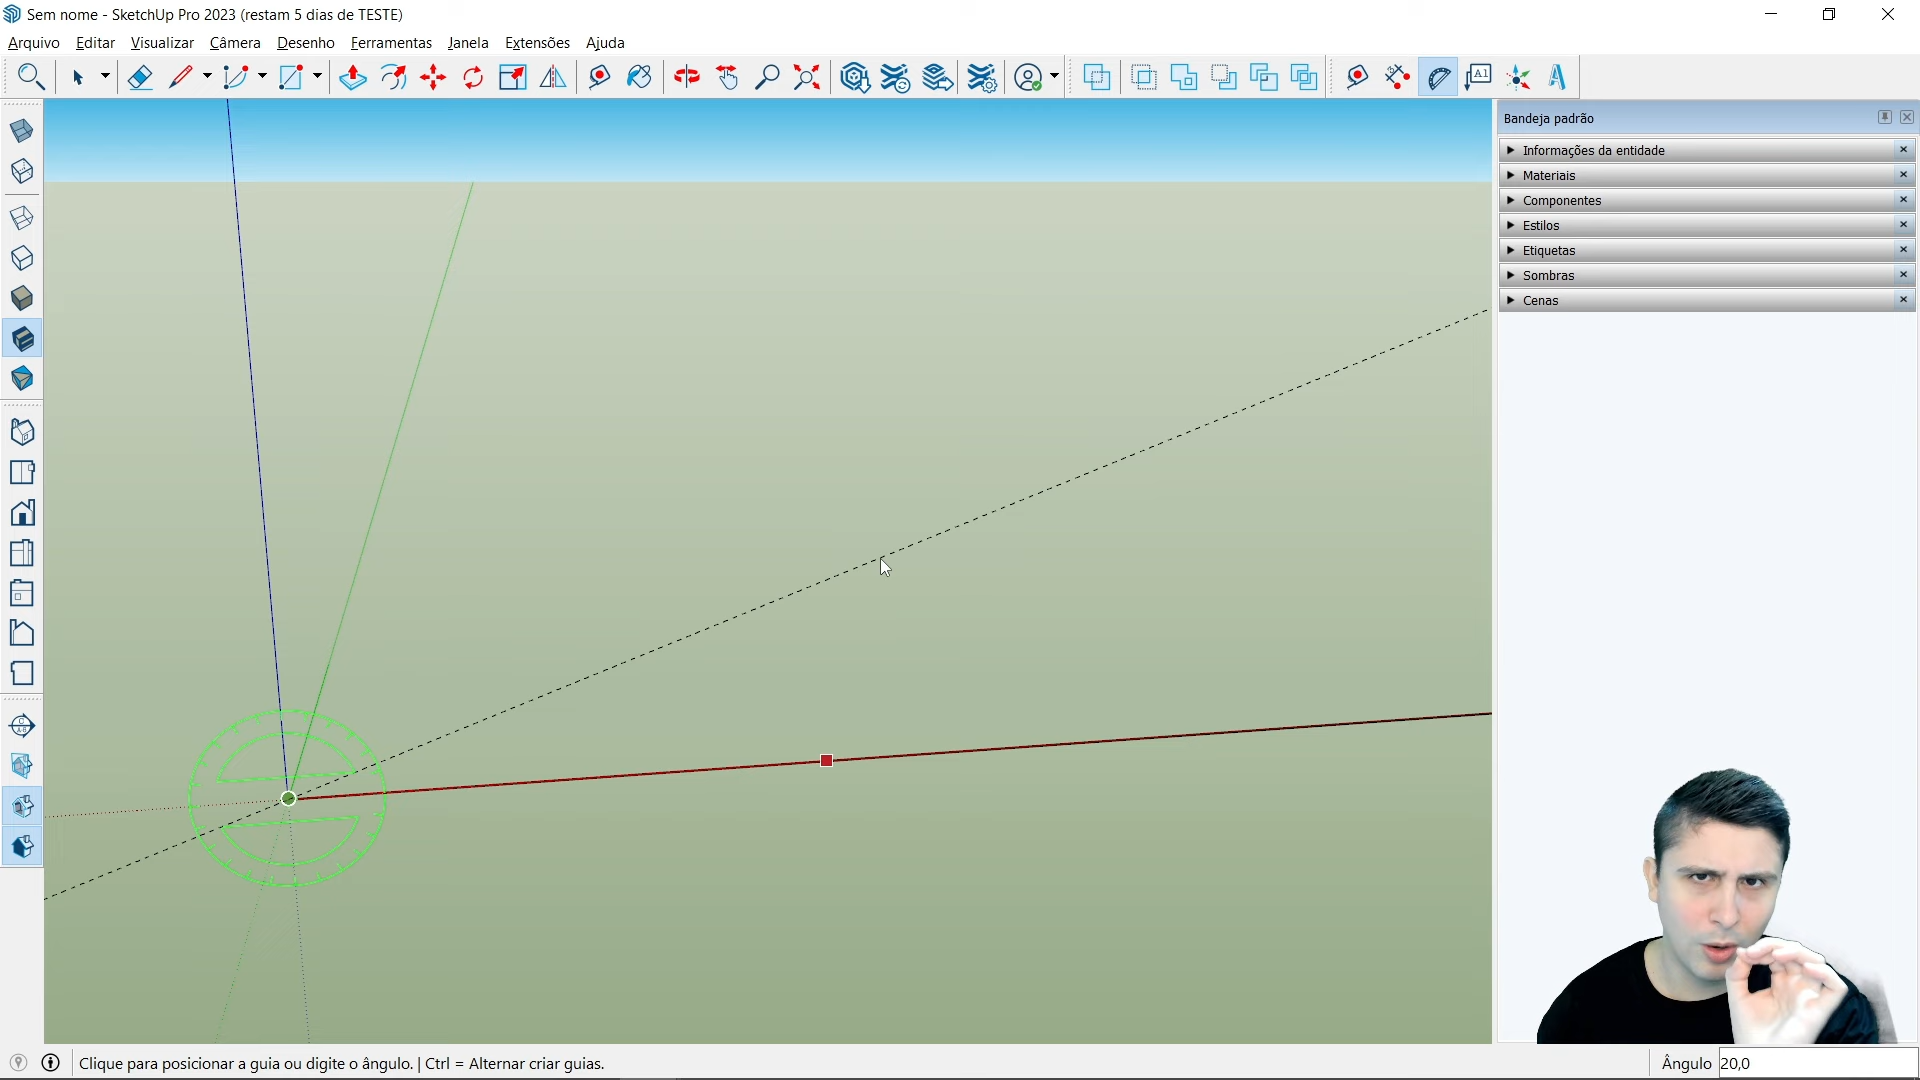 Sem nome - SketchUp Pro 2023 (restam 5 dias de TESTE)
Arquivo Editar Visualizar Câmera Desenho Ferramentas Janela Extensões Ajuda
A1
Bandeja padrão
Informações da entidade
Materiais
Componentes
Estilos
Etiquetas
Sombras
Cenas
Clique para posicionar a guia ou digite o ângulo. | Ctrl = Alternar criar guias.
Ângulo 20,0